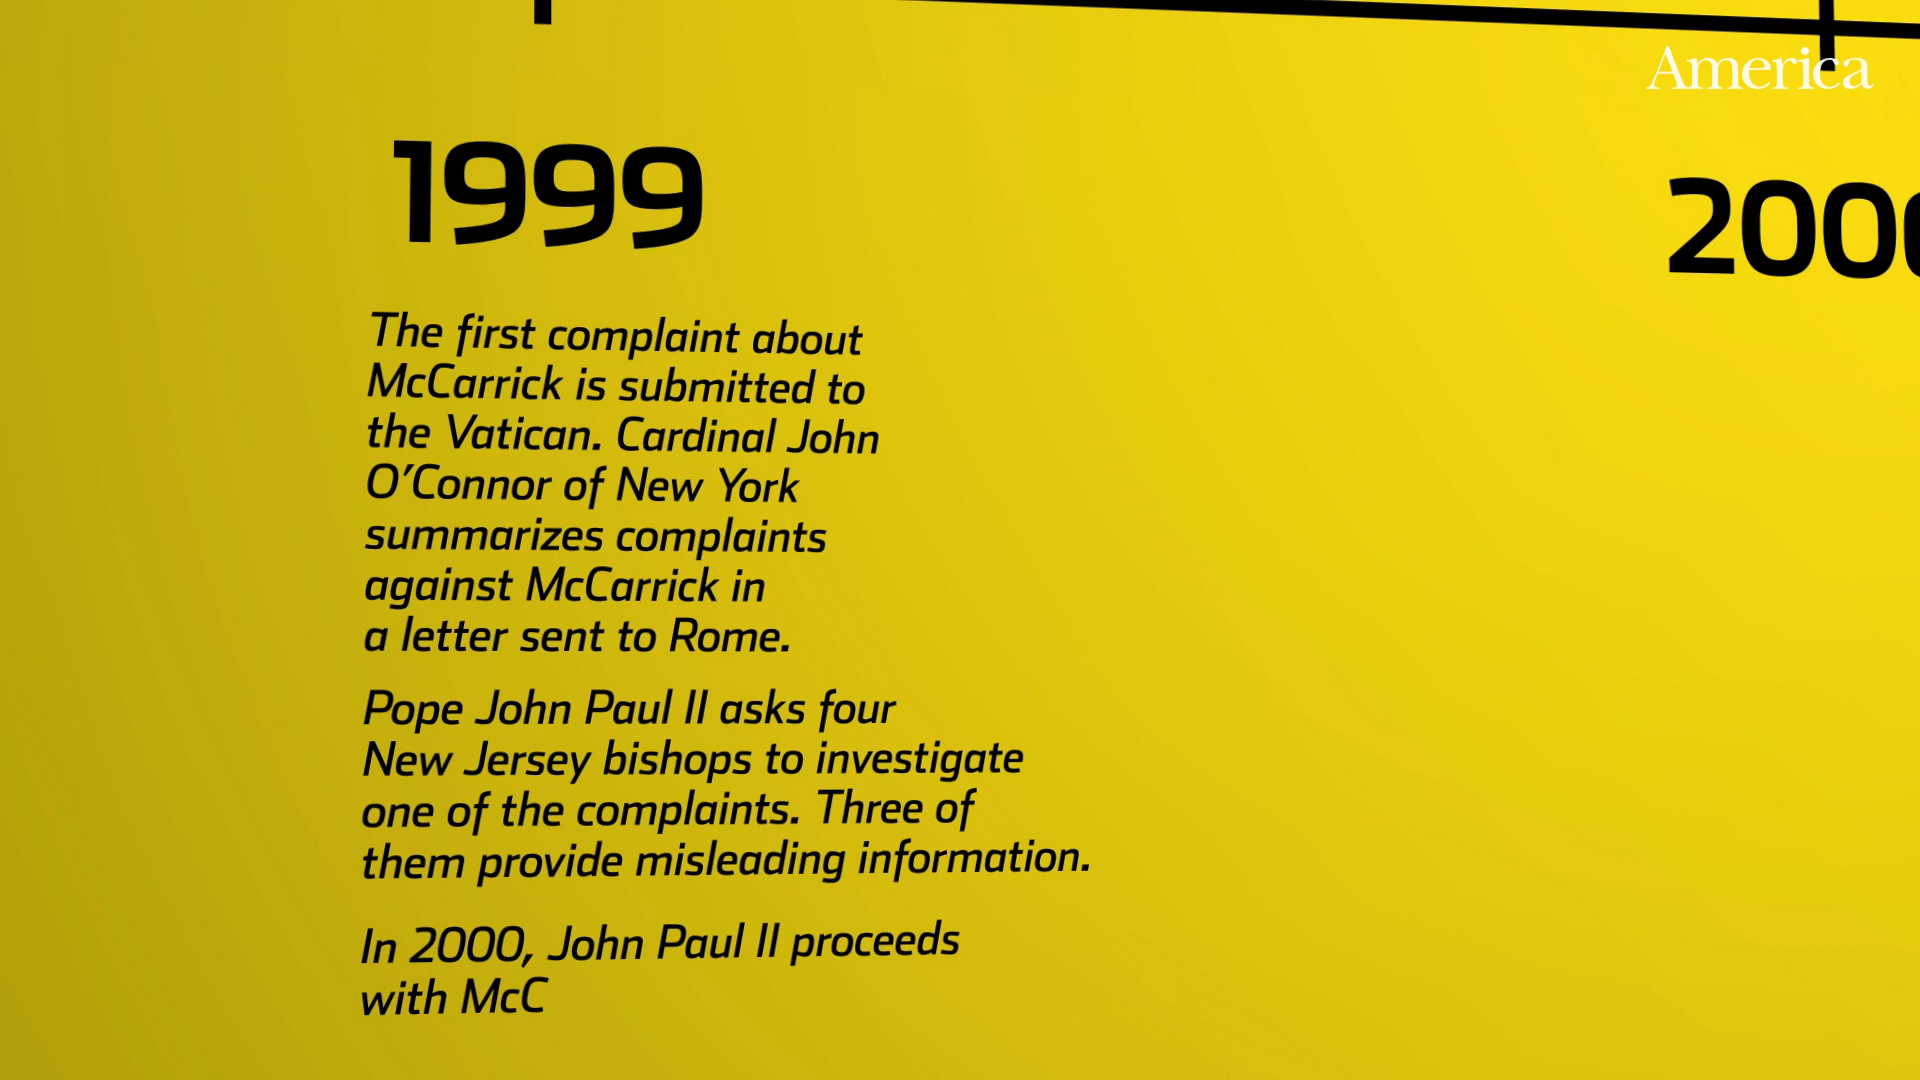 America
1999
The first complaint about
McCarrick is submitted to
the Vatican. Cardinal John
O’Connor of New York
summarizes complaints
against McCarrick in
a letter sent to Rome.
Pope John Paul II asks four
New Jersey bishops to investigate
one of the complaints. Three of
them provide misleading information.
In 2000, John Paul II proceeds
with McC